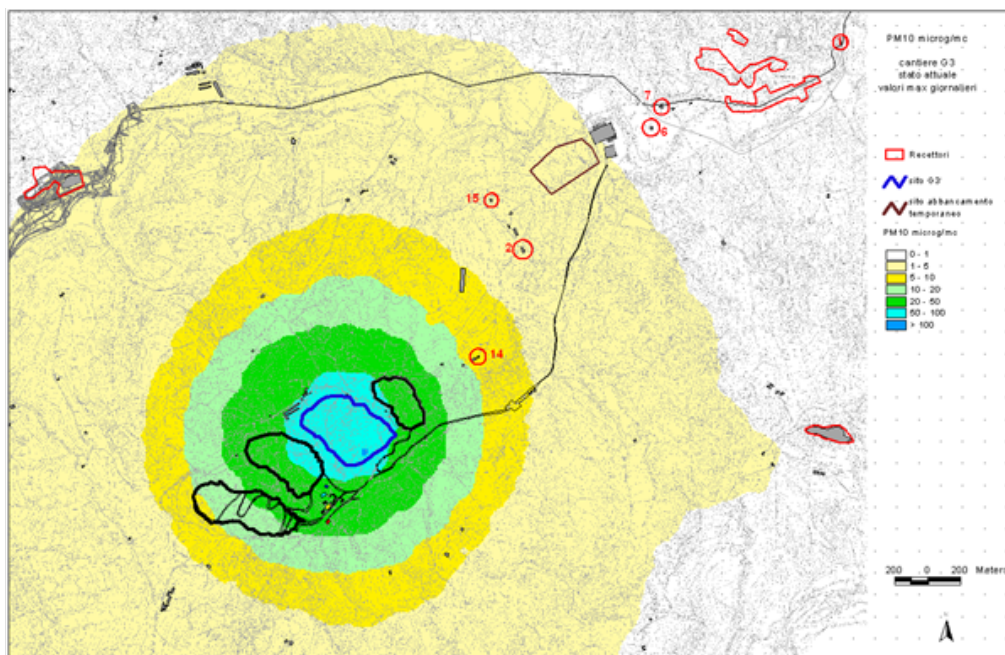 PM10 microg/mc
cantiere G3
stato attuale
valori max giornalieri
Recettori
sito G3
sito abbancamento
temporaneo
PM10 microg/mc
0 - 1
1 - 5
5 - 10
10 - 20
20 - 50
50 - 100
> 100
7
6
15
2
14
200 0 200 Meters